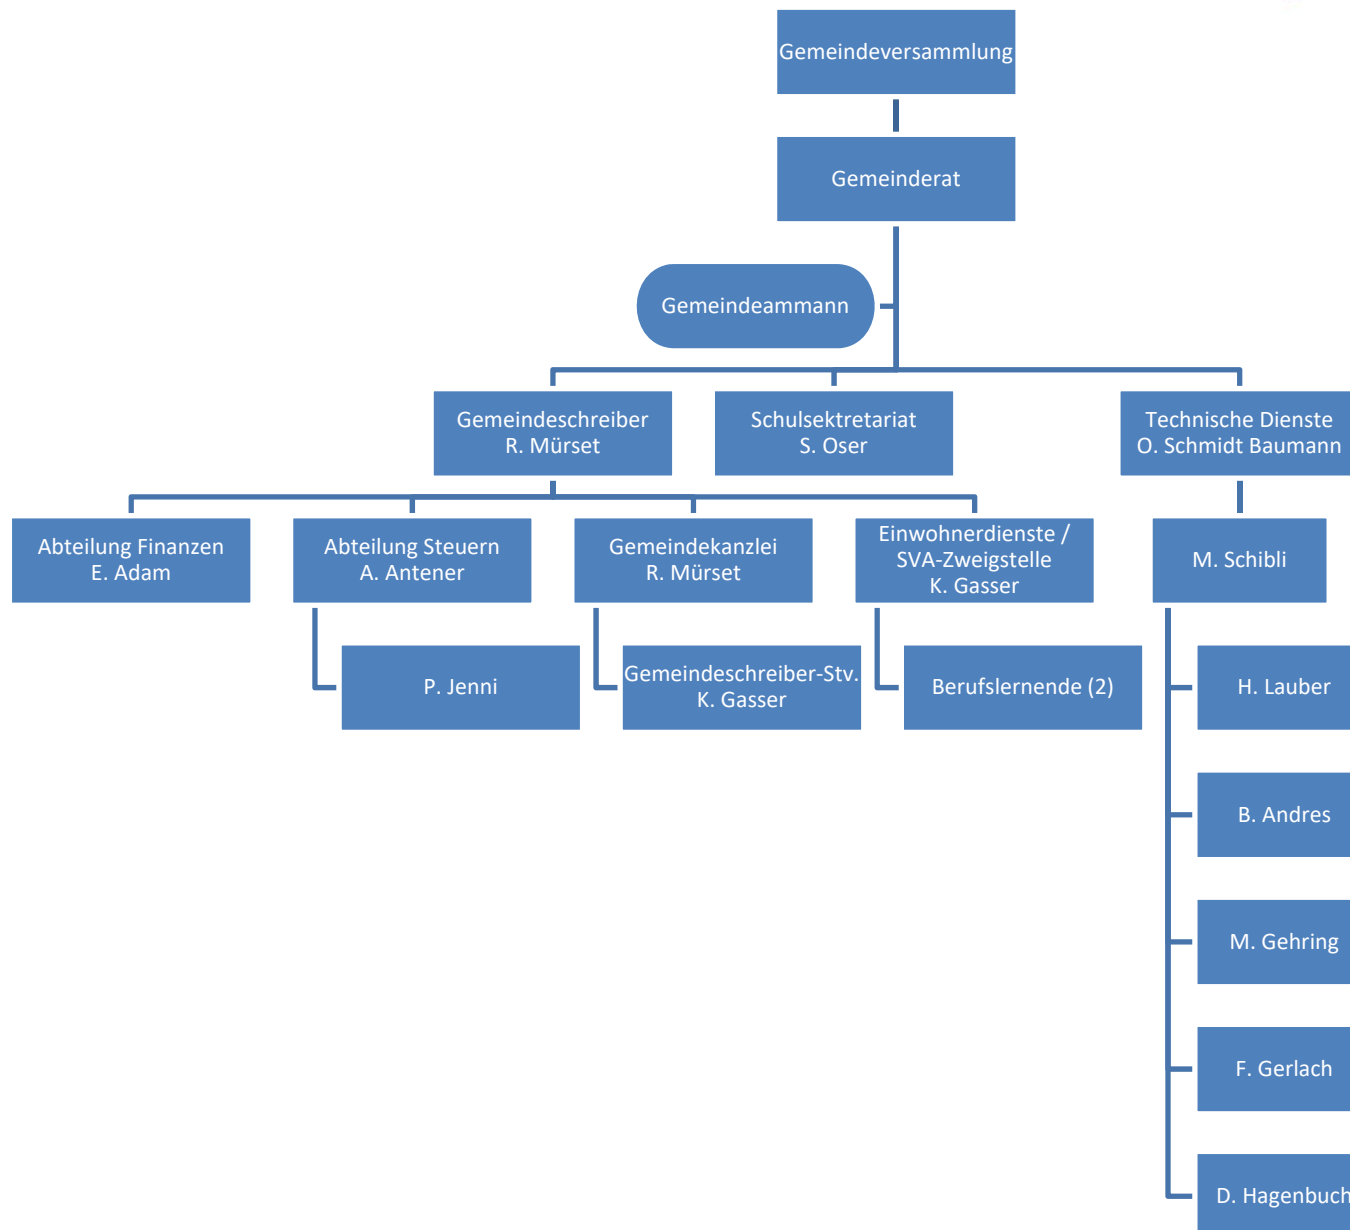 Gemeindeversammlung
Gemeinderat
Gemeindeammann
Gemeindeschreiber
R. Mürset
Schulsektretariat
S. Oser
Technische Dienste
O. Schmidt Baumann
Abteilung Finanzen
E. Adam
Abteilung Steuern
A. Antener
Gemeindekanzlei
R. Mürset
Einwohnerdienste /
SVA-Zweigstelle
K. Gasser
M. Schibli
P. Jenni
Gemeindeschreiber-Stv.
K. Gasser
Berufslernende (2)
H. Lauber
B. Andres
M. Gehring
F. Gerlach
D. Hagenbuch